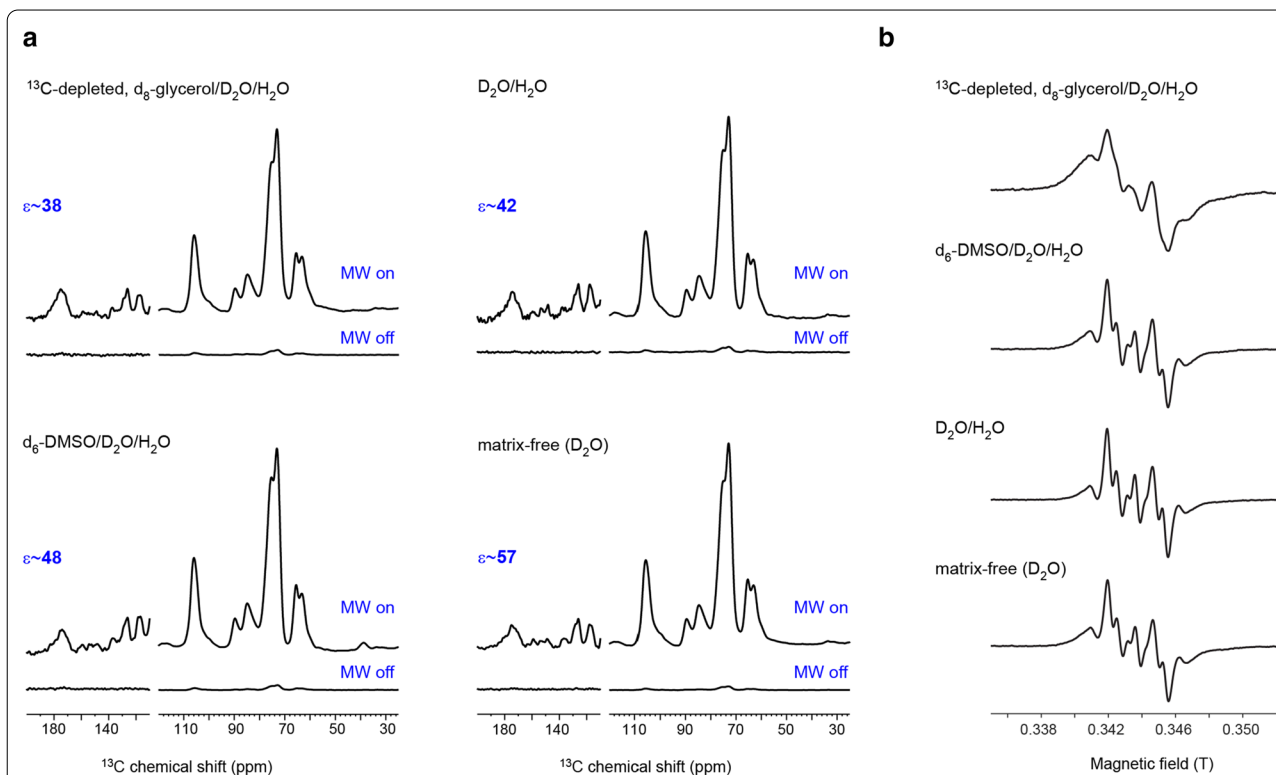 a
¹³C-depleted, d₈-glycerol/D₂O/H₂O
ε~38
MW on
MW off
D₂O/H₂O
ε~42
MW on
MW off
d₆-DMSO/D₂O/H₂O
ε~48
MW on
MW off
matrix-free (D₂O)
ε~57
MW on
MW off
180 140 110 90 70 50 30
¹³C chemical shift (ppm)
180 140 110 90 70 50 30
¹³C chemical shift (ppm)
b
¹³C-depleted, d₈-glycerol/D₂O/H₂O
d₆-DMSO/D₂O/H₂O
D₂O/H₂O
matrix-free (D₂O)
0.338 0.342 0.346 0.350
Magnetic field (T)